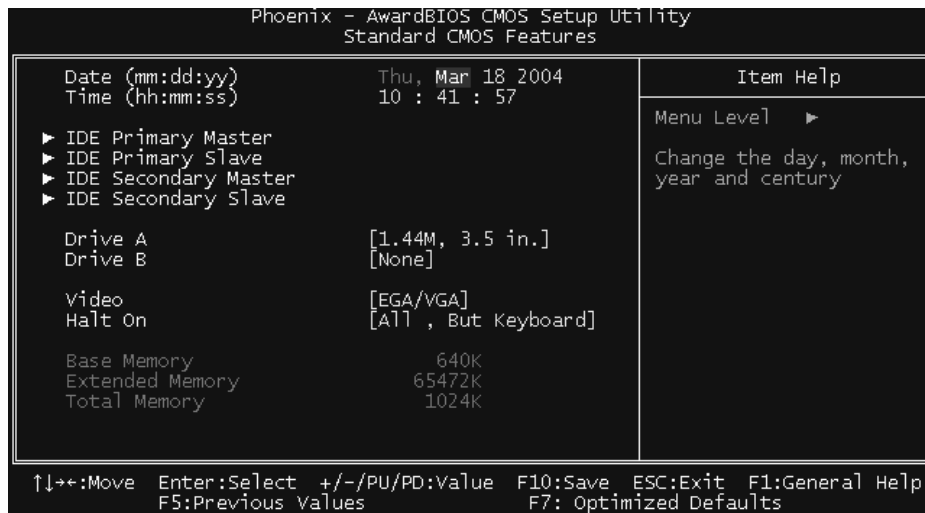 Phoenix - AwardBIOS CMOS Setup Utility
Standard CMOS Features
Date (mm:dd:yy) Thu, Mar 18 2004
Time (hh:mm:ss) 10 : 41 : 57
► IDE Primary Master
► IDE Primary Slave
► IDE Secondary Master
► IDE Secondary Slave
Drive A [1.44M, 3.5 in.]
Drive B [None]
Video [EGA/VGA]
Halt On [All , But Keyboard]
Base Memory 640K
Extended Memory 65472K
Total Memory 1024K
Item Help
Menu Level ►
Change the day, month,
year and century
↑↓→←:Move Enter:Select +/-/PU/PD:Value F10:Save ESC:Exit F1:General Help
F5:Previous Values F7: Optimized Defaults